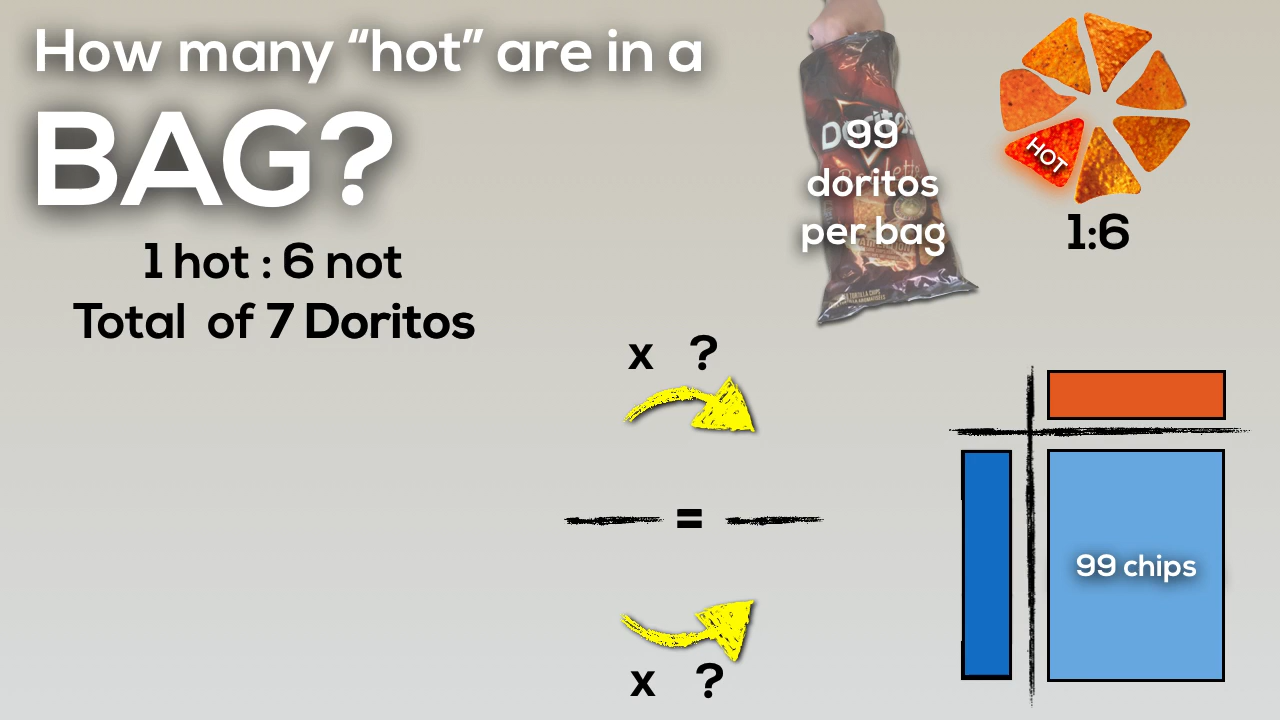 How many “hot” are in a
BAG?
1 hot : 6 not
Total of 7 Doritos
Doritos
99
doritos
per bag
HOT
1:6
x ?
=
99 chips
x ?